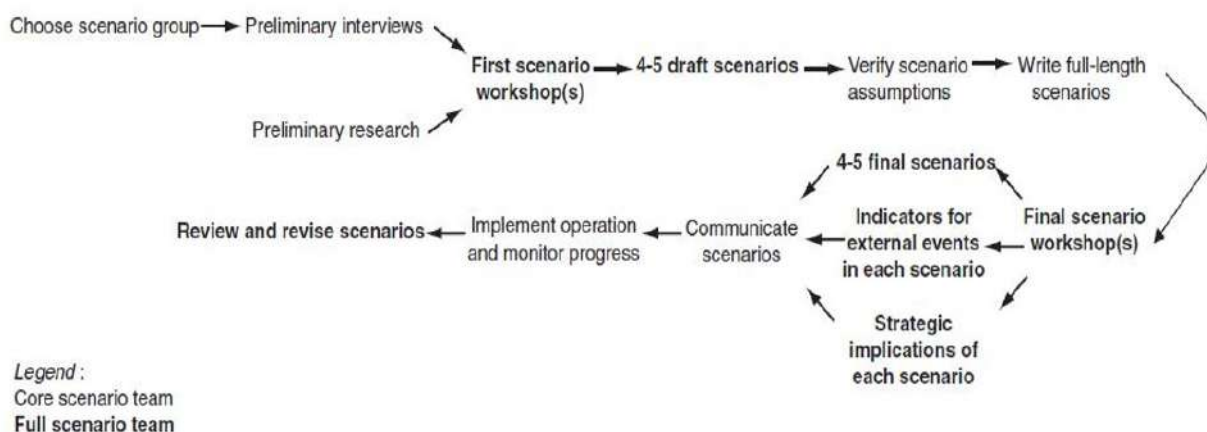 Choose scenario group
Preliminary interviews
Preliminary research
First scenario
workshop(s)
4-5 draft scenarios
Verify scenario
assumptions
Write full-length
scenarios
Final scenario
workshop(s)
4-5 final scenarios
Indicators for
external events
in each scenario
Strategic
implications of
each scenario
Communicate
scenarios
Implement operation
and monitor progress
Review and revise scenarios
Legend :
Core scenario team
Full scenario team